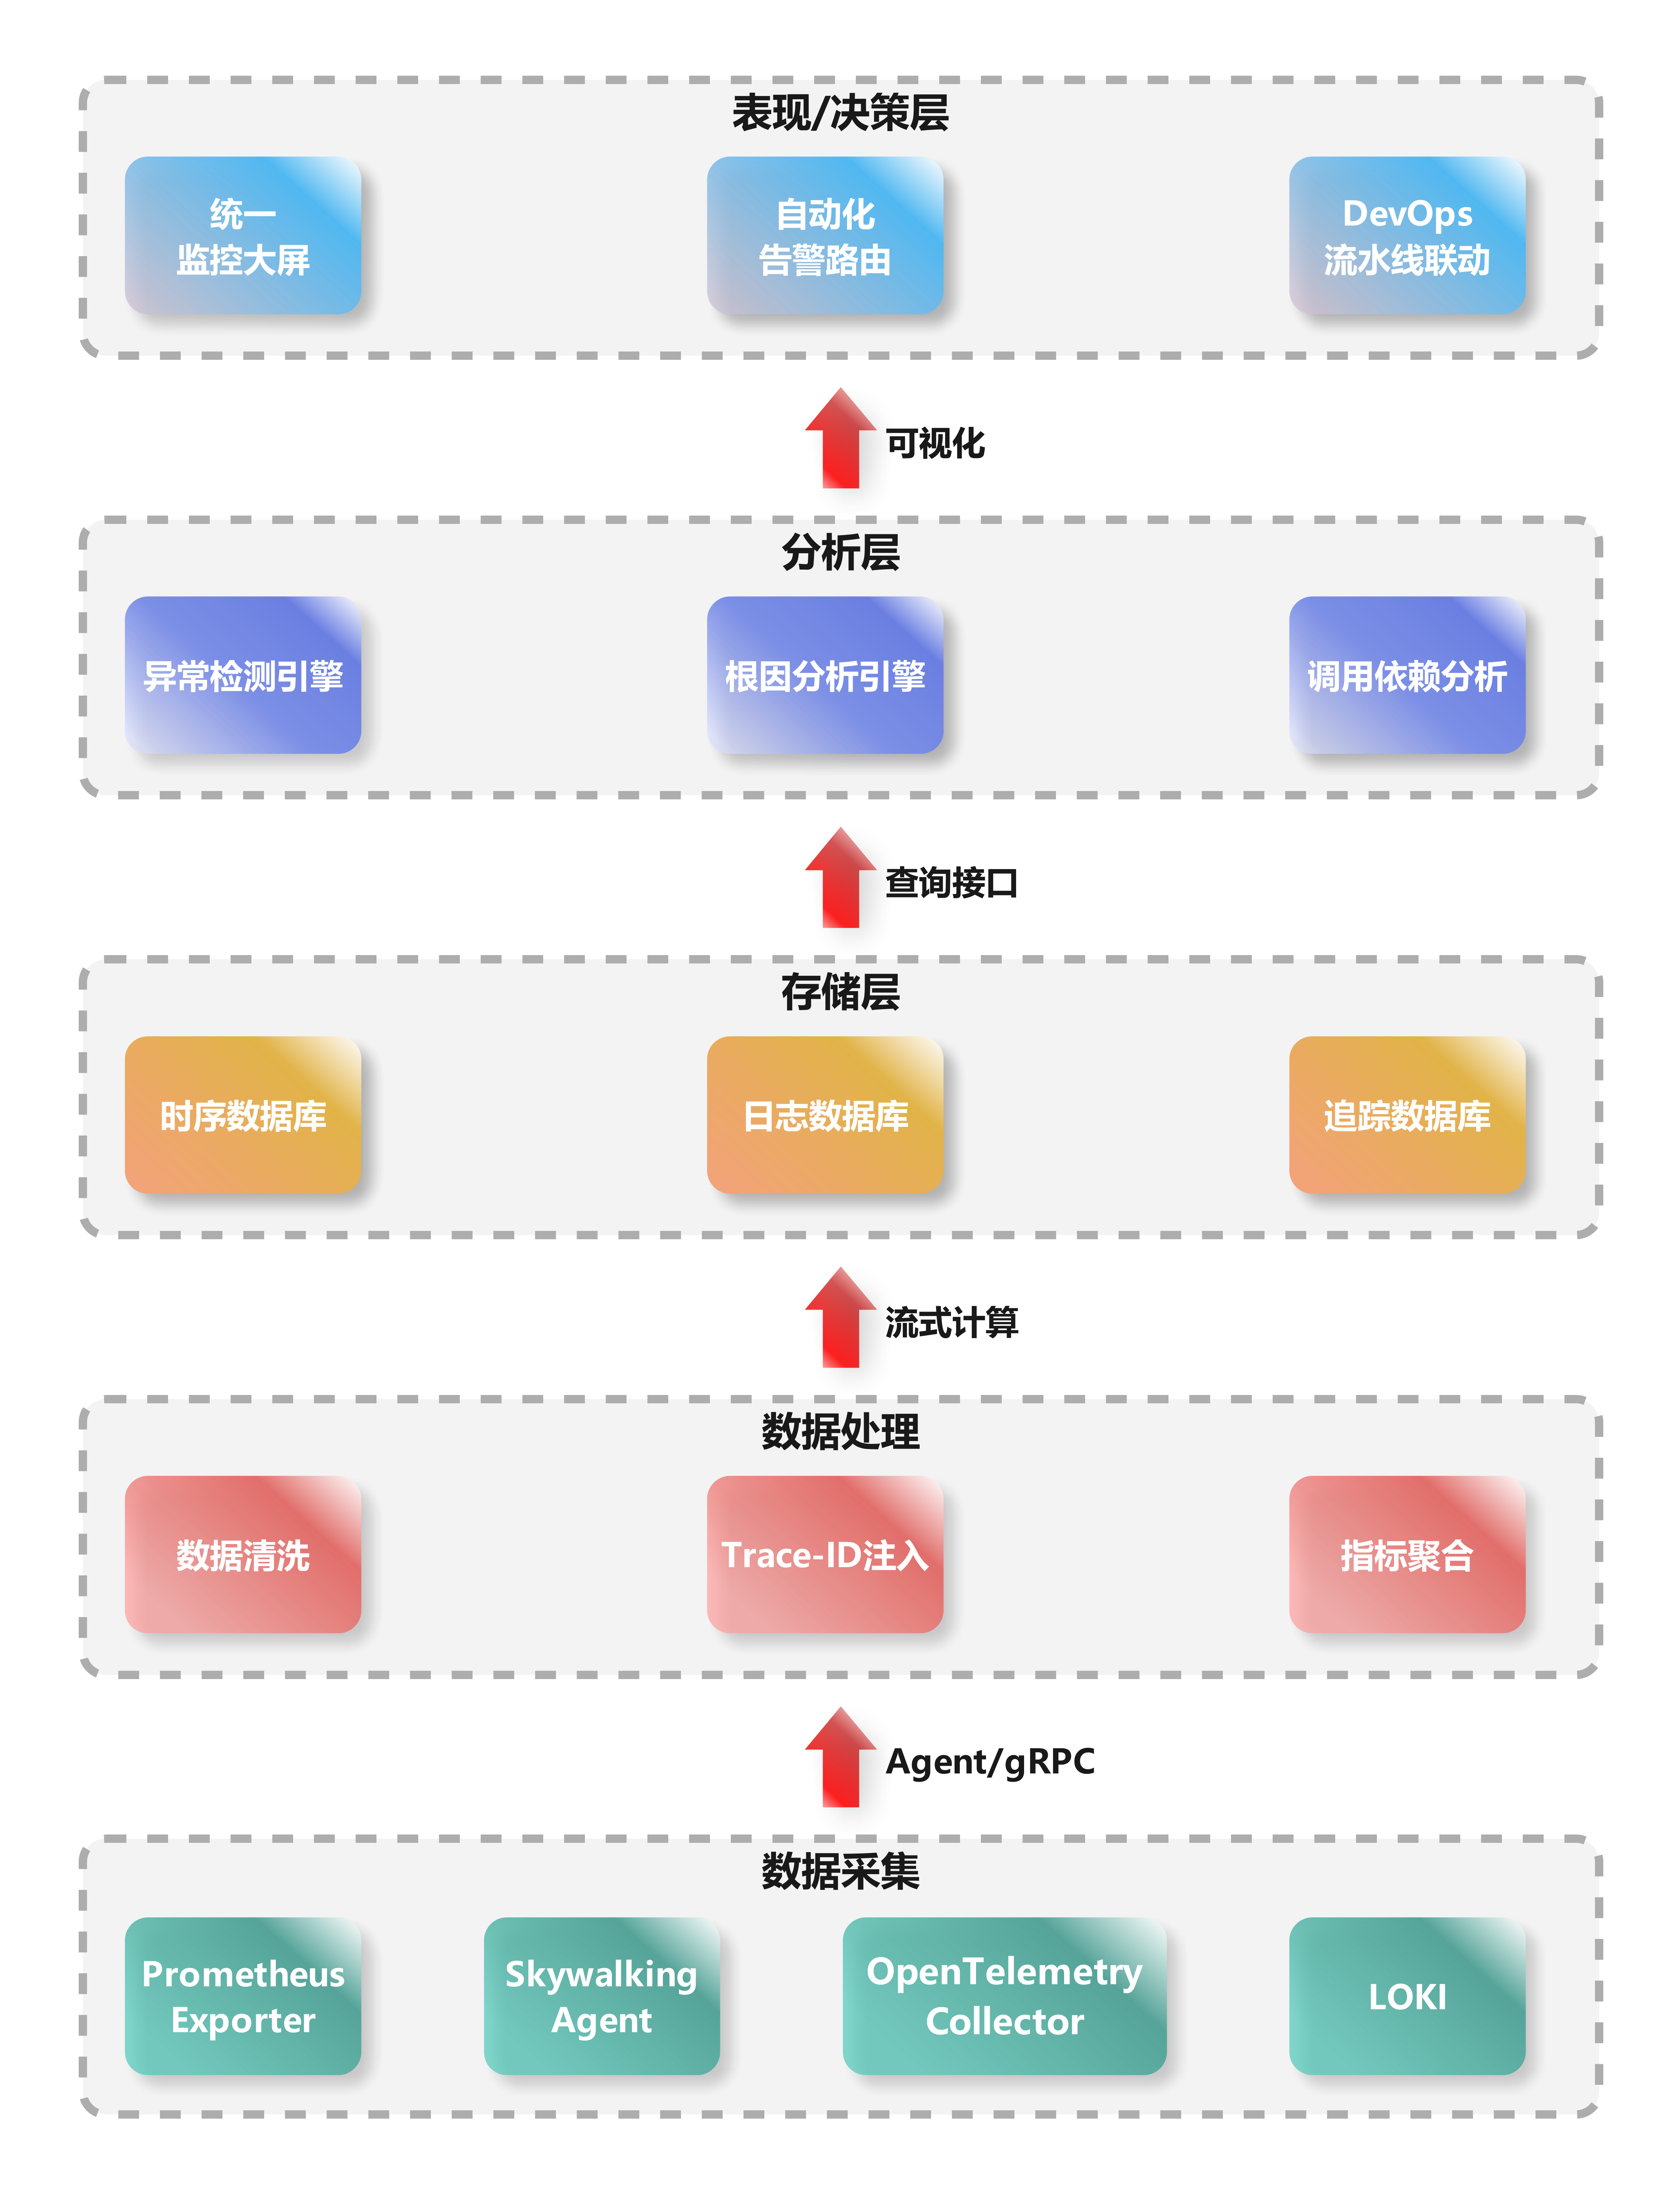 表现/决策层
统一
监控大屏
自动化
告警路由
DevOps
流水线联动
可视化
分析层
异常检测引擎
根因分析引擎
调用依赖分析
查询接口
存储层
时序数据库
日志数据库
追踪数据库
流式计算
数据处理
数据清洗
Trace-ID注入
指标聚合
Agent/gRPC
数据采集
Prometheus
Exporter
Skywalking
Agent
OpenTelemetry
Collector
LOKI